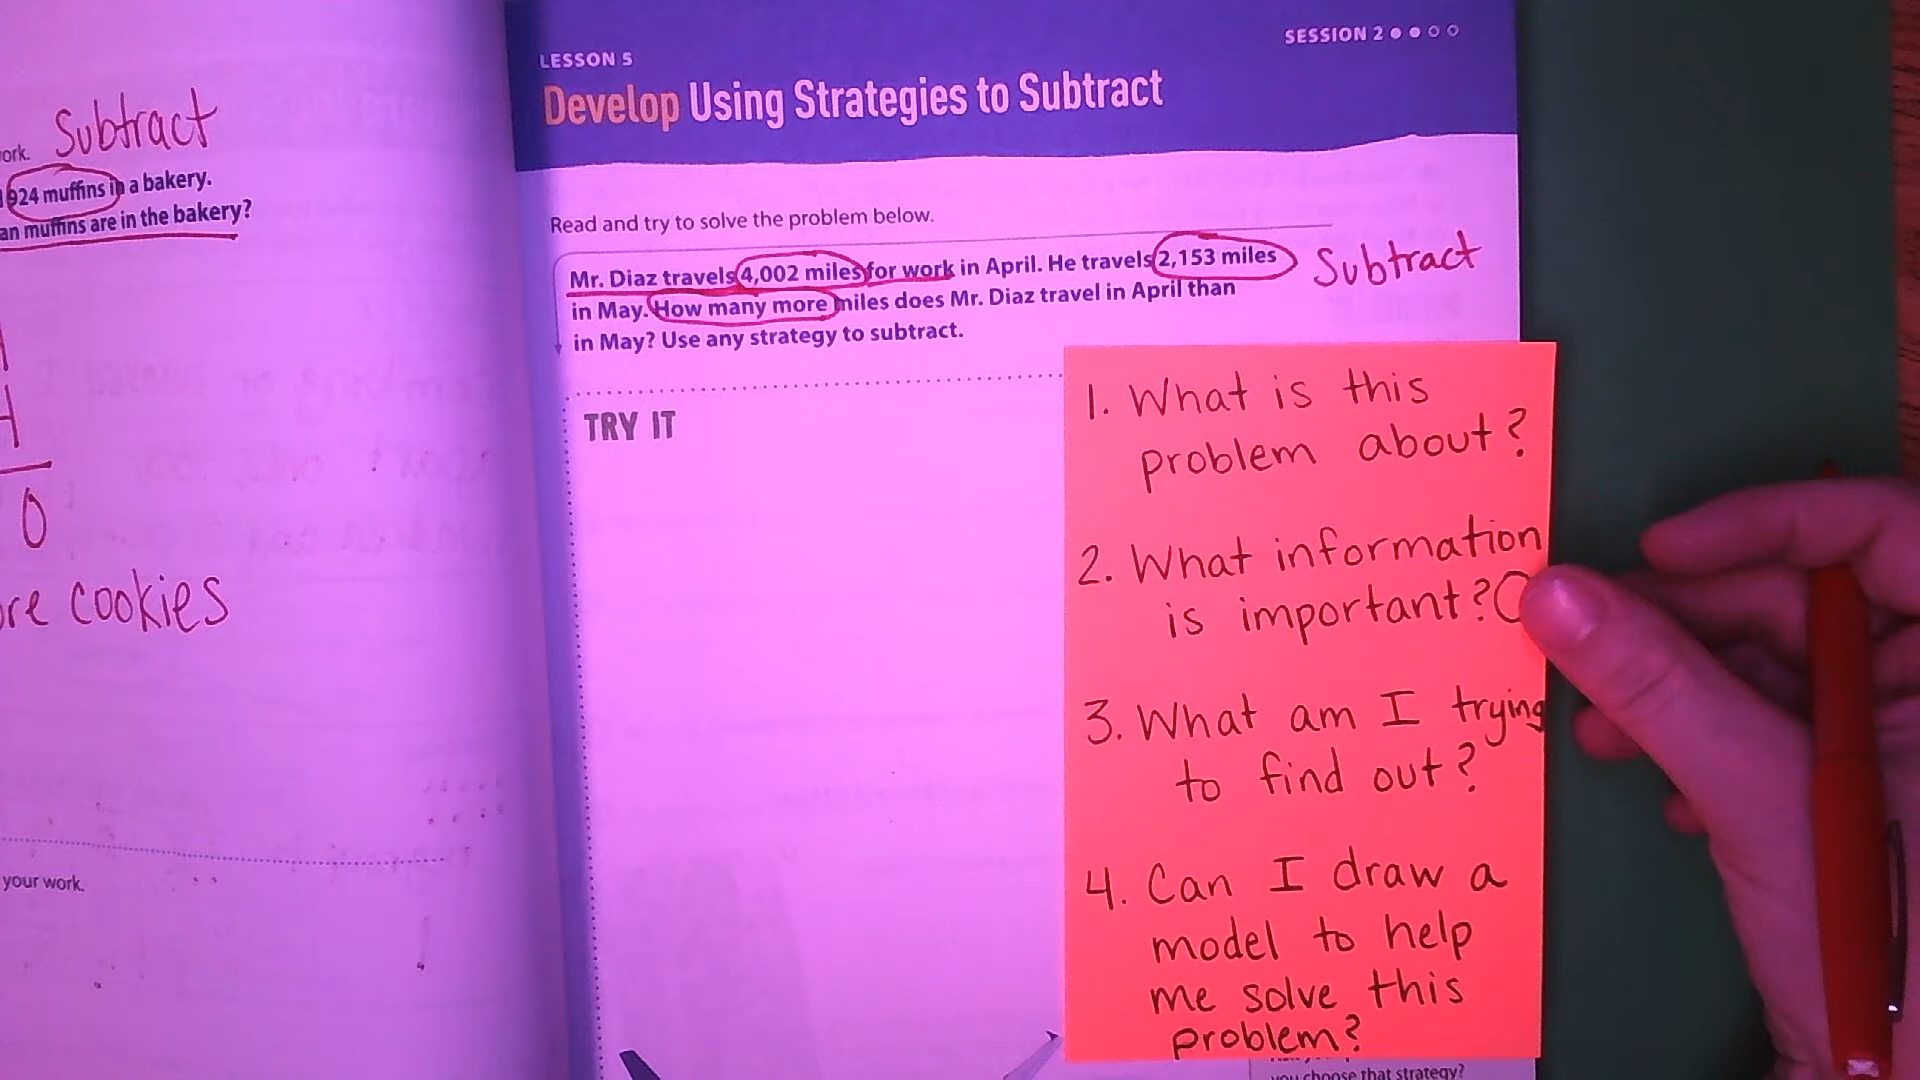 Subtract
ork.
924 muffins in a bakery.
an muffins are in the bakery?
0
re cookies
your work.
LESSON 5
SESSION 2
Develop Using Strategies to Subtract
Read and try to solve the problem below.
Mr. Diaz travels 4,002 miles for work in April. He travels 2,153 miles
in May. How many more miles does Mr. Diaz travel in April than
in May? Use any strategy to subtract.
Subtract
TRY IT
1. What is this
problem about?
2. What information
is important?
3. What am I trying
to find out?
4. Can I draw a
model to help
me solve this
problem?
you choose that strategy?